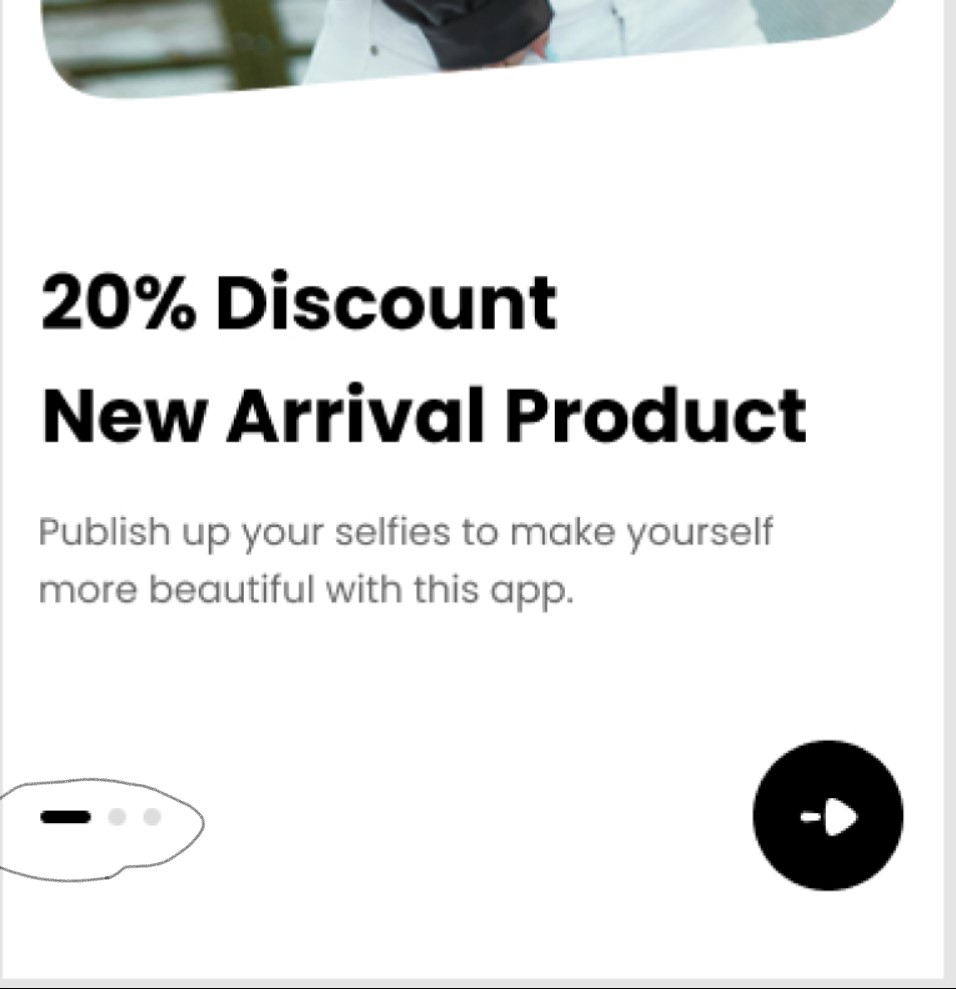 20% Discount
New Arrival Product
Publish up your selfies to make yourself
more beautiful with this app.